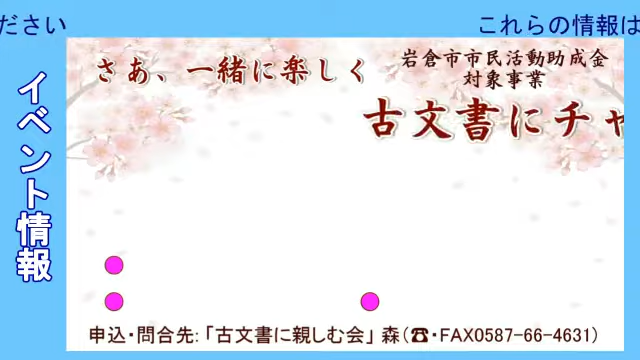 ださい
これらの情報は
イベント情報
さあ、一緒に楽しく
岩倉市市民活動助成金
対象事業
古文書にチャ
申込・問合先:「古文書に親しむ会」 森(☎・FAX0587-66-4631)